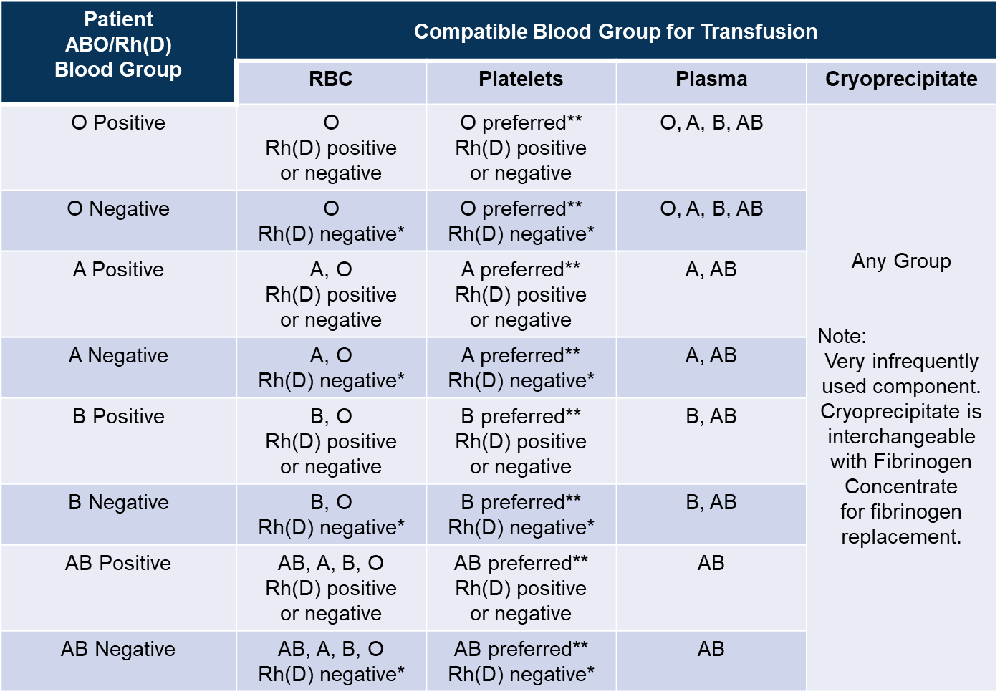 Patient
ABO/Rh(D)
Blood Group
Compatible Blood Group for Transfusion
RBC
Platelets
Plasma
Cryoprecipitate
O Positive
O
Rh(D) positive
or negative
O preferred**
Rh(D) positive
or negative
O, A, B, AB
O Negative
O
Rh(D) negative*
O preferred**
Rh(D) negative*
O, A, B, AB
A Positive
A, O
Rh(D) positive
or negative
A preferred**
Rh(D) positive
or negative
A, AB
A Negative
A, O
Rh(D) negative*
A preferred**
Rh(D) negative*
A, AB
B Positive
B, O
Rh(D) positive
or negative
B preferred**
Rh(D) positive
or negative
B, AB
B Negative
B, O
Rh(D) negative*
B preferred**
Rh(D) negative*
B, AB
AB Positive
AB, A, B, O
Rh(D) positive
or negative
AB preferred**
Rh(D) positive
or negative
AB
AB Negative
AB, A, B, O
Rh(D) negative*
AB preferred**
Rh(D) negative*
AB
Any Group
Note:
Very infrequently
used component.
Cryoprecipitate is
interchangeable
with Fibrinogen
Concentrate
for fibrinogen
replacement.